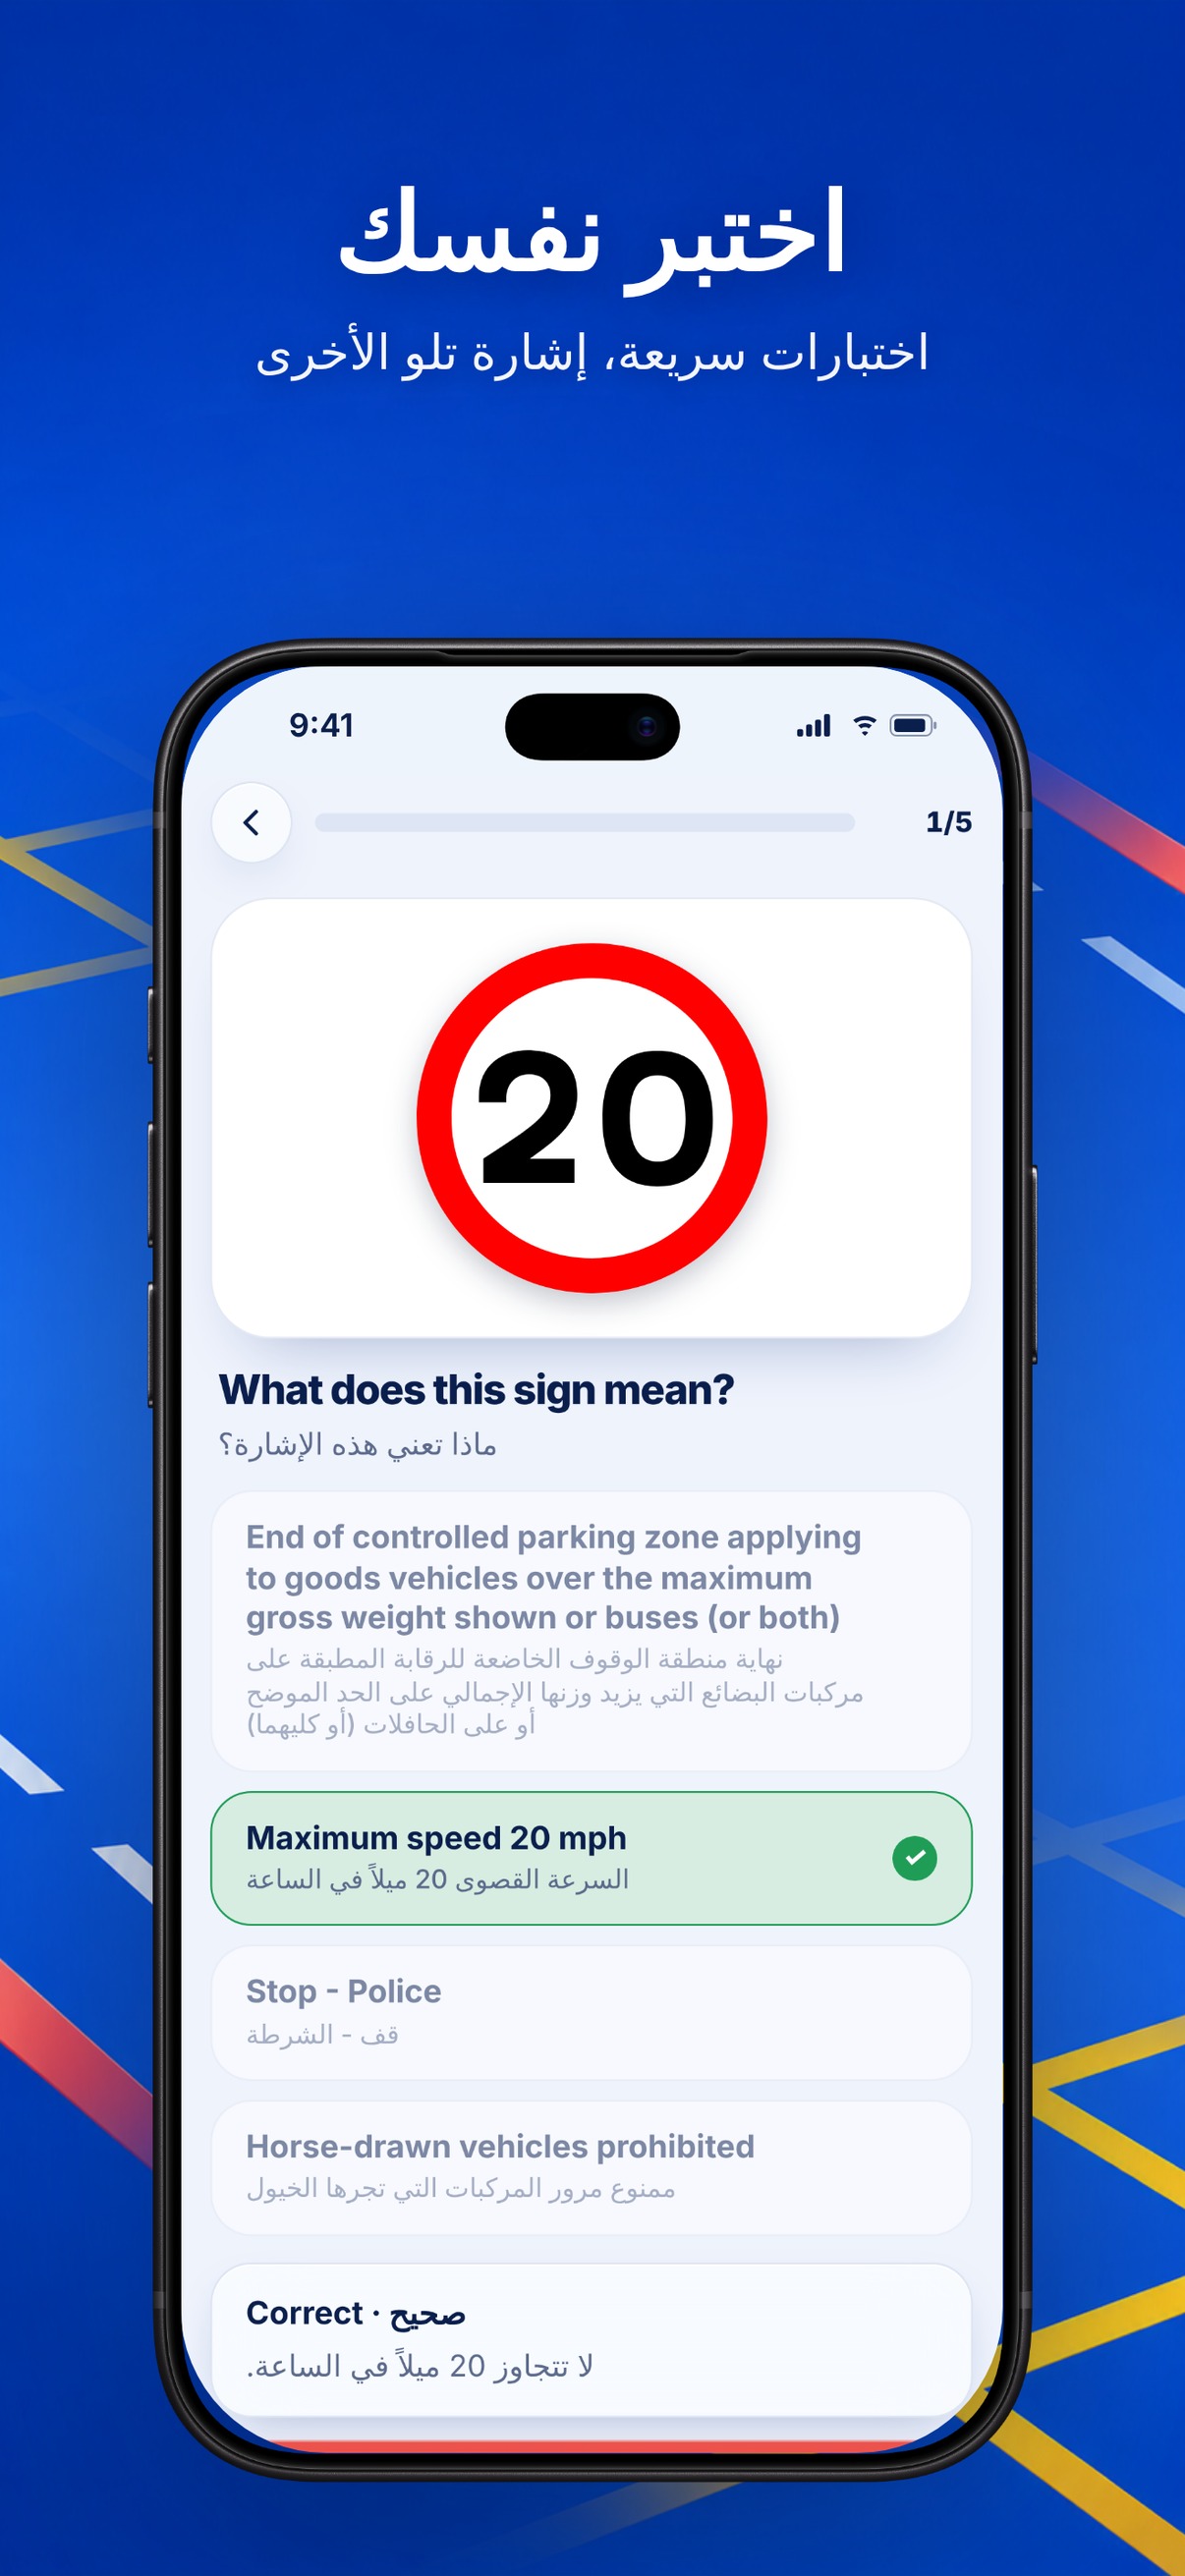 اختبر نفسك
اختبارات سريعة، إشارة تلو الأخرى
9:41
1/5
20
What does this sign mean?
ماذا تعني هذه الإشارة؟
End of controlled parking zone applying
to goods vehicles over the maximum
gross weight shown or buses (or both)
نهاية منطقة الوقوف الخاضعة للرقابة المطبقة على
مركبات البضائع التي يزيد وزنها الإجمالي على الحد الموضح
أو على الحافلات (أو كليهما)
Maximum speed 20 mph
السرعة القصوى 20 ميلاً في الساعة
Stop - Police
قف - الشرطة
Horse-drawn vehicles prohibited
ممنوع مرور المركبات التي تجرها الخيول
Correct · صحيح
لا تتجاوز 20 ميلاً في الساعة.